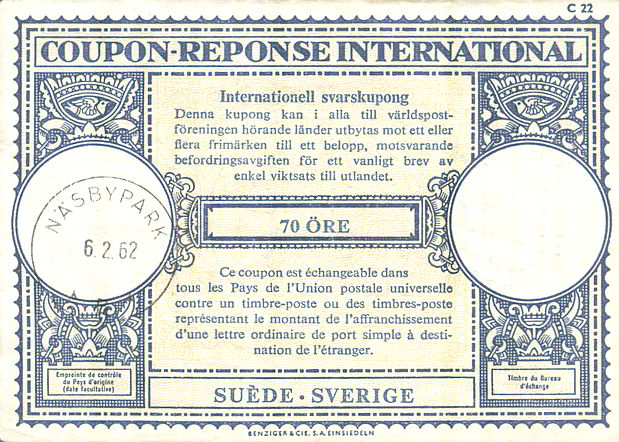 C 22
COUPON-REPONSE INTERNATIONAL
Internationell svarskupong
Denna kupong kan i alla till världspost-
föreningen hörande länder utbytas mot ett eller
flera frimärken till ett belopp, motsvarande
befordringsavgiften för ett vanligt brev av
enkel viktsats till utlandet.
NÄSBYPARK
6.2.62
70 ÖRE
Ce coupon est échangeable dans
tous les Pays de l'Union postale universelle
contre un timbre-poste ou des timbres-poste
représentant le montant de l'affranchissement
d'une lettre ordinaire de port simple à desti-
nation de l'étranger.
Empreinte de contrôle
du Pays d'origine
(date facultative)
Timbre du Bureau
d'échange
SUÈDE · SVERIGE
BENZIGER & CIE. S.A. EINSIEDELN